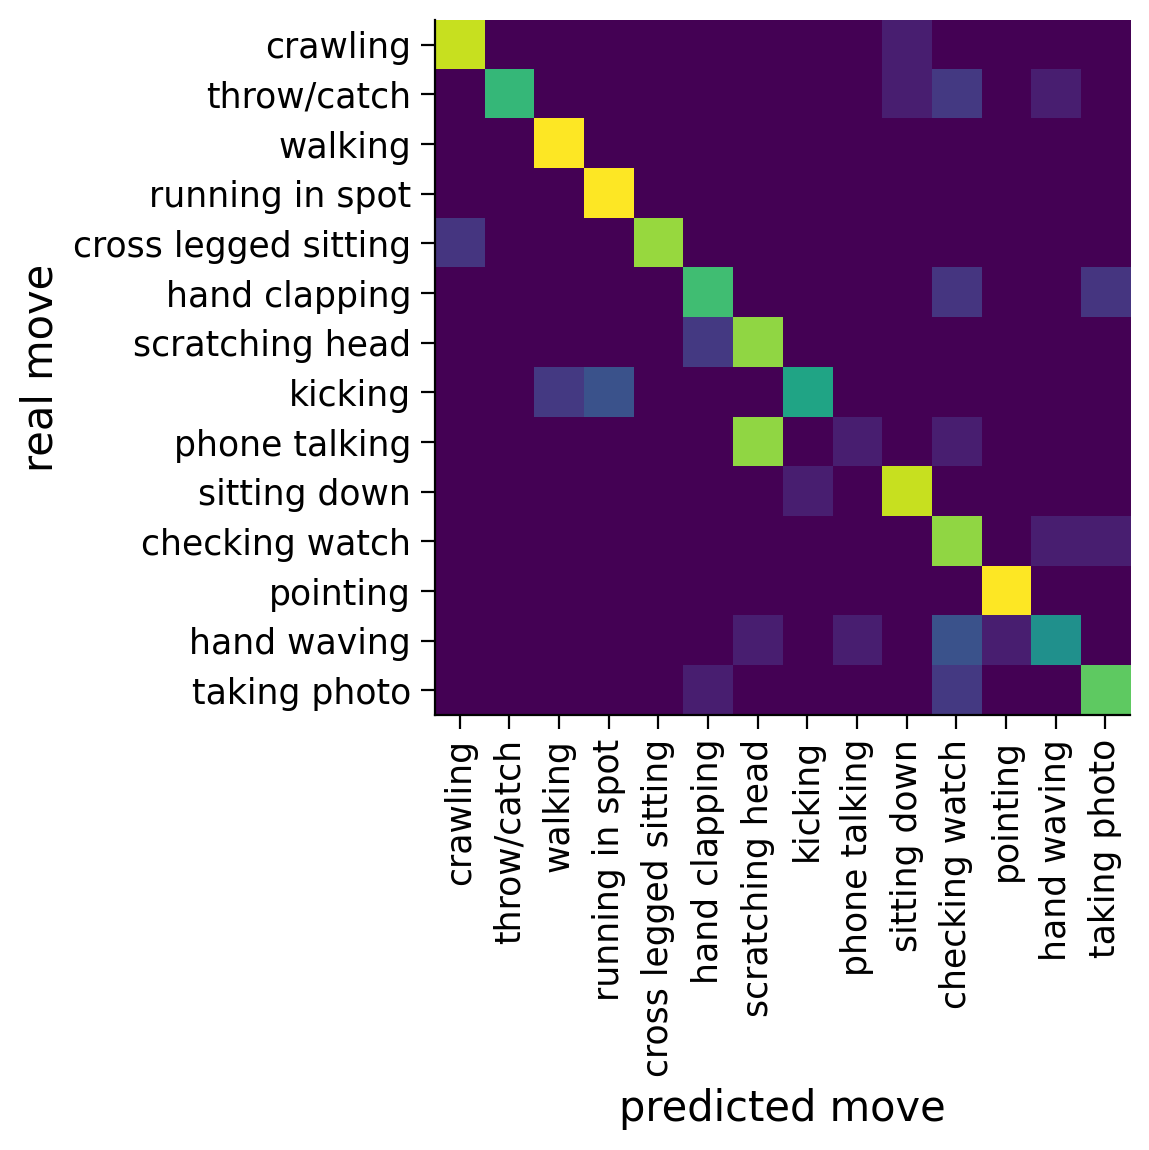 crawling
throw/catch
walking
running in spot
cross legged sitting
hand clapping
scratching head
kicking
phone talking
sitting down
checking watch
pointing
hand waving
taking photo
real move
crawling
throw/catch
walking
running in spot
cross legged sitting
hand clapping
scratching head
kicking
phone talking
sitting down
checking watch
pointing
hand waving
taking photo
predicted move